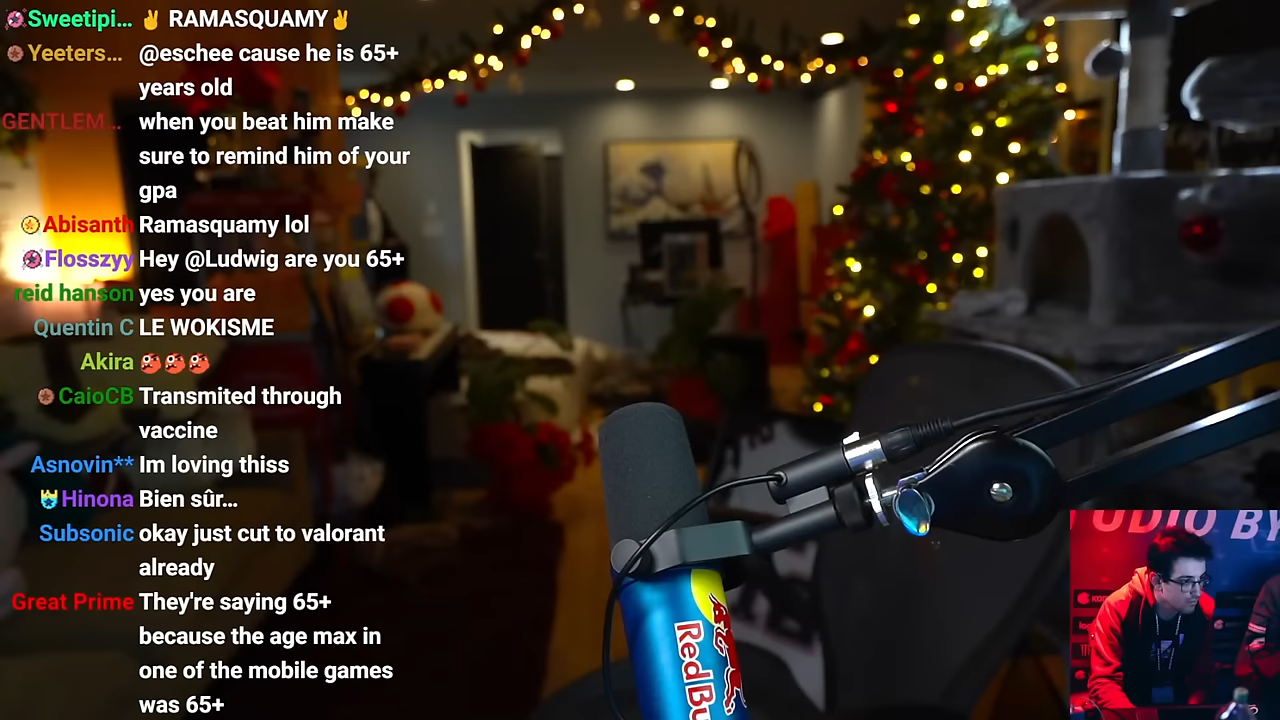 Sweetipi... ✌ RAMASQUAMY✌
Yeeters... @eschee cause he is 65+
years old
GENTLEM... when you beat him make
sure to remind him of your
gpa
Abisanth Ramasquamy lol
Flosszyy Hey @Ludwig are you 65+
reid hanson yes you are
Quentin C LE WOKISME
Akira
CaioCB Transmited through
vaccine
Asnovin** Im loving thiss
Hinona Bien sûr...
Subsonic okay just cut to valorant
already
Great Prime They're saying 65+
because the age max in
one of the mobile games
was 65+
RedBu
UDIO BY